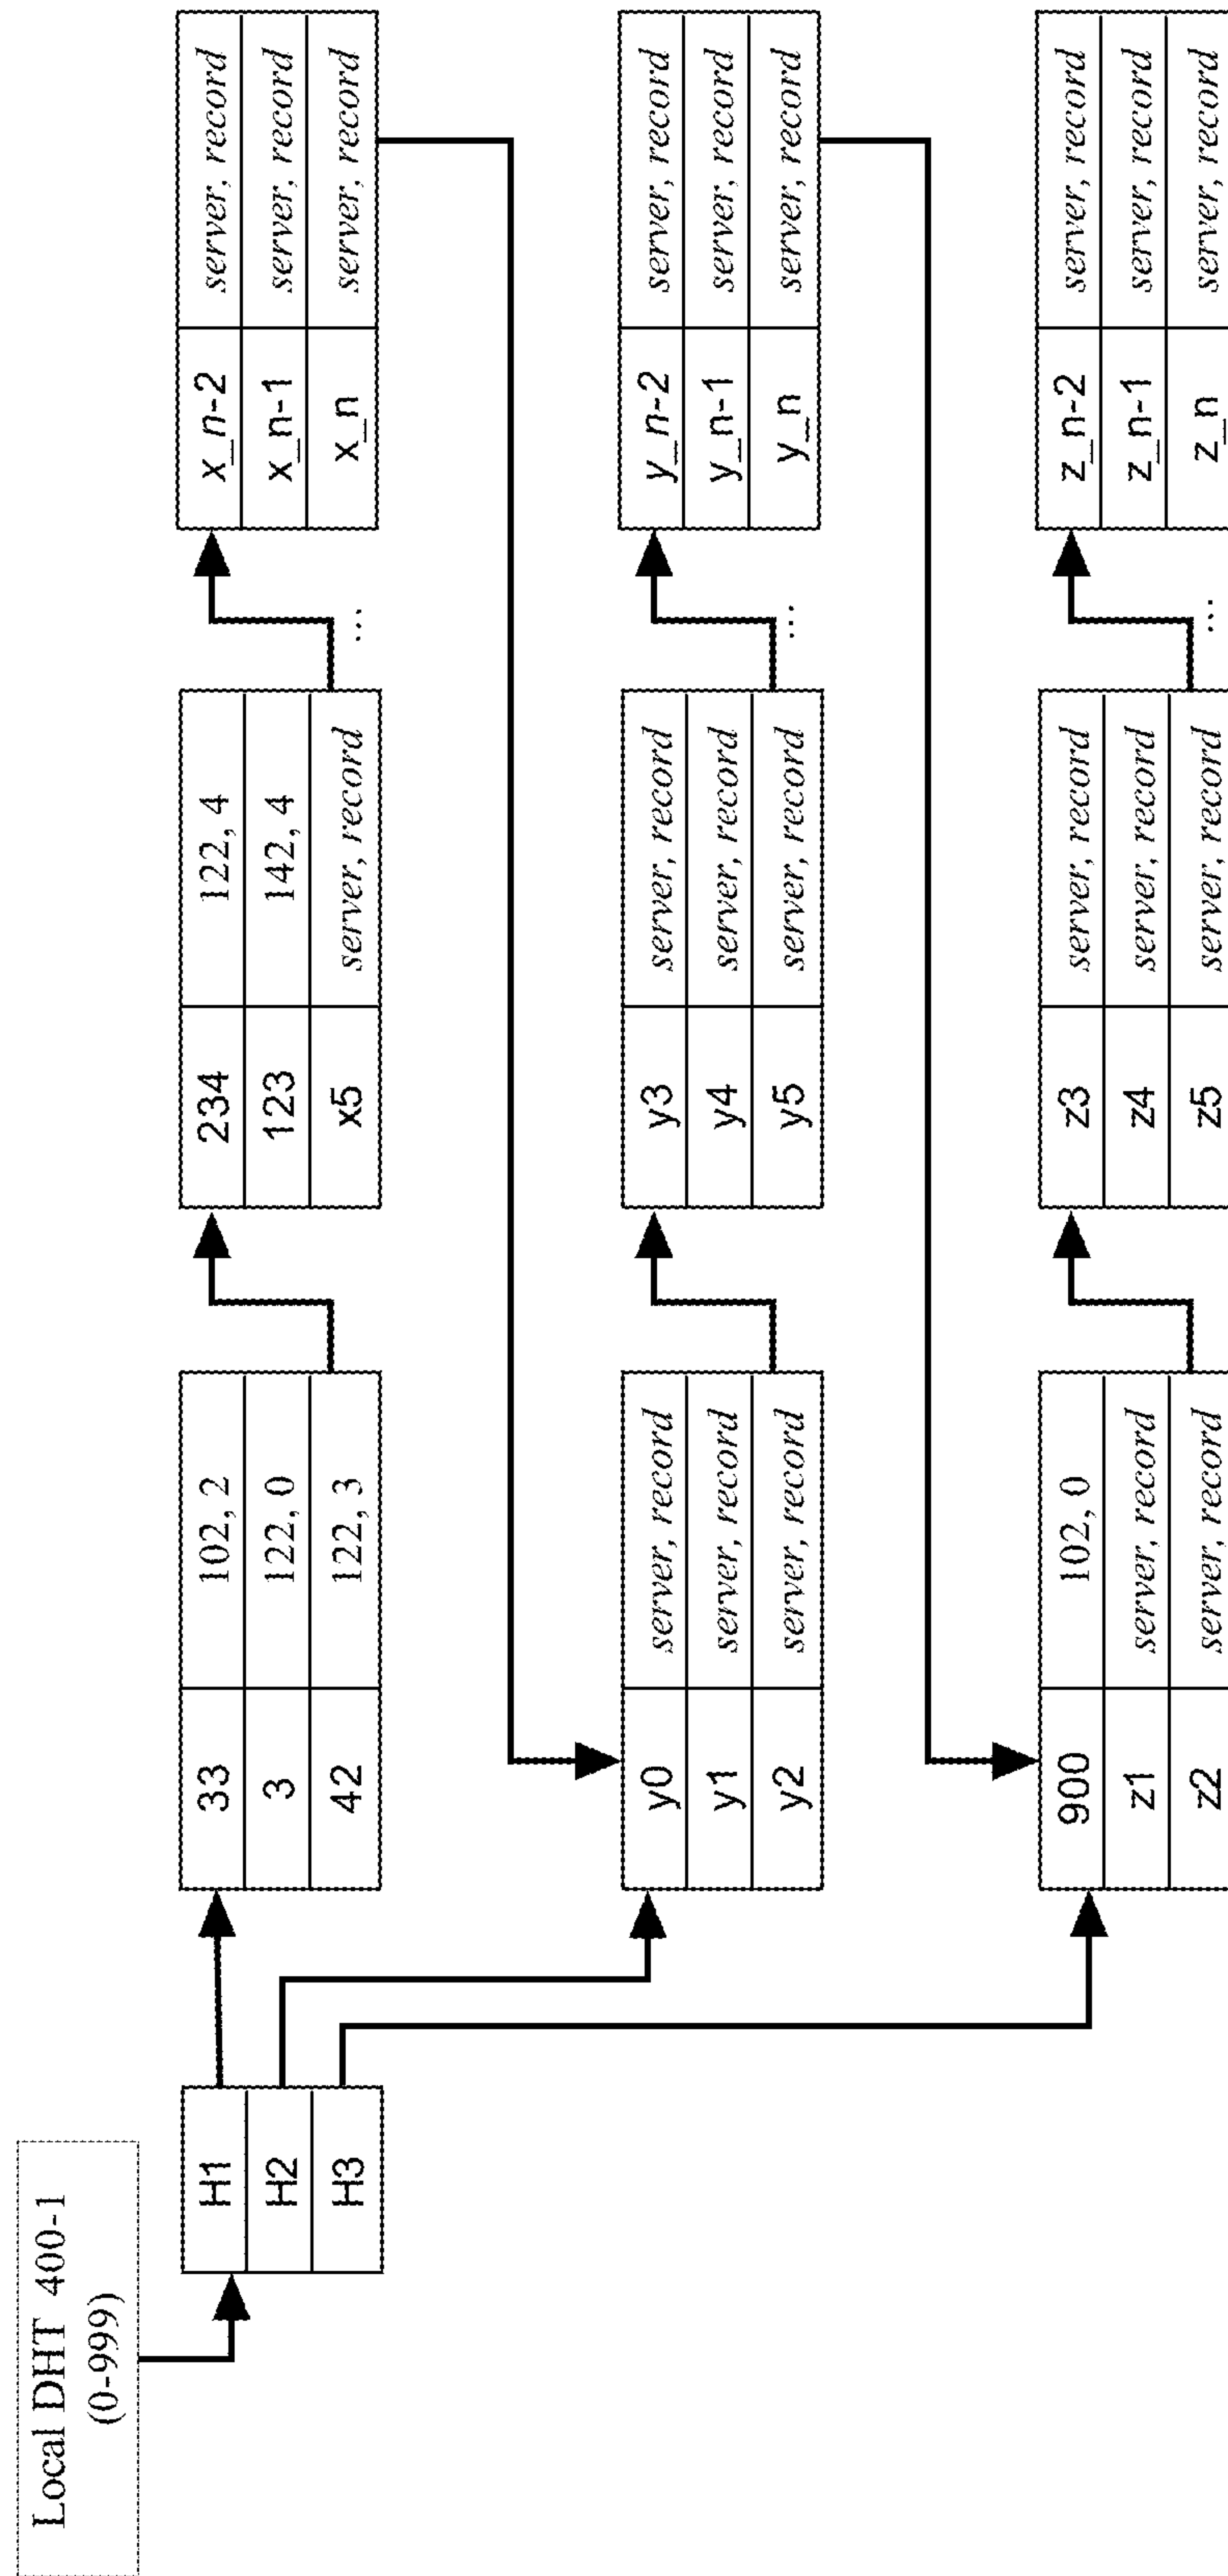 Local DHT 400-1
(0-999)
H1
H2
H3
33 102, 2
3 122, 0
42 122, 3
234 122, 4
123 142, 4
x5 server, record
...
x_n-2 server, record
x_n-1 server, record
x_n server, record
y0 server, record
y1 server, record
y2 server, record
y3 server, record
y4 server, record
y5 server, record
...
y_n-2 server, record
y_n-1 server, record
y_n server, record
900 102, 0
z1 server, record
z2 server, record
z3 server, record
z4 server, record
z5 server, record
...
z_n-2 server, record
z_n-1 server, record
z_n server, record